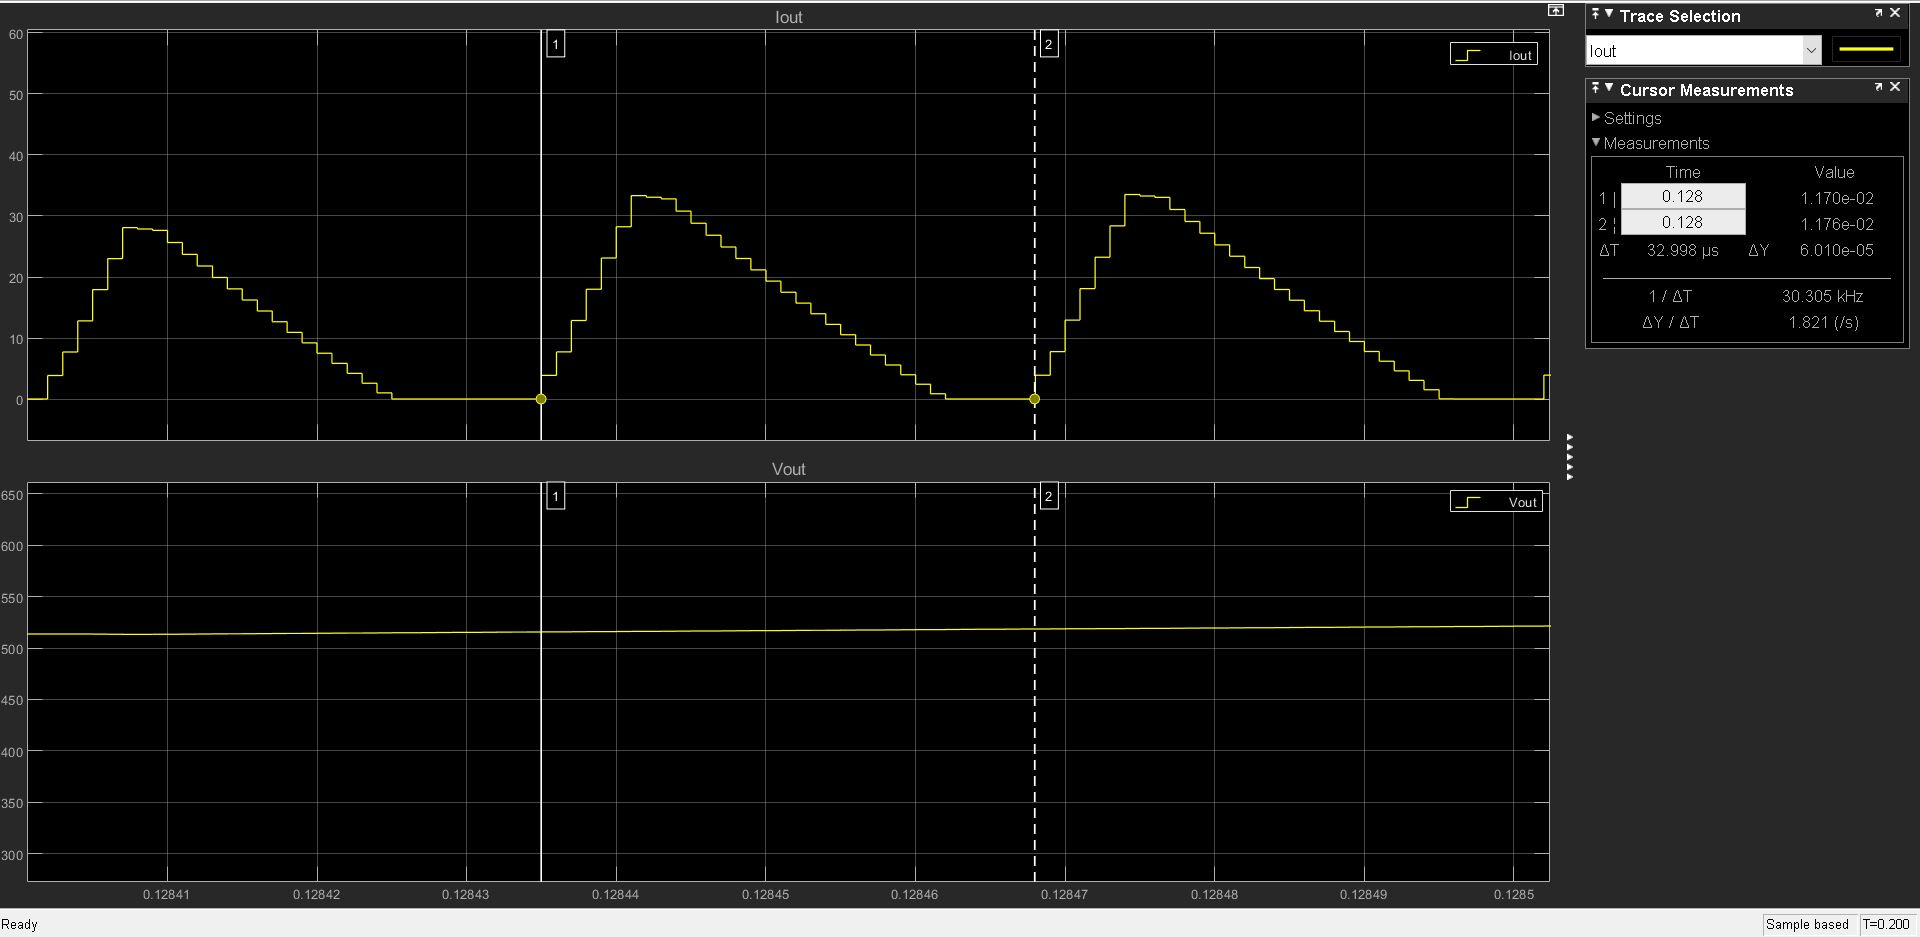 Iout
60
50
40
30
20
10
0
1
2
Iout
Vout
650
600
550
500
450
400
350
300
1
2
Vout
0.12841 0.12842 0.12843 0.12844 0.12845 0.12846 0.12847 0.12848 0.12849 0.1285
Trace Selection
Iout
Cursor Measurements
Settings
Measurements
Time Value
1 | 0.128 1.170e-02
2 ¦ 0.128 1.176e-02
ΔT 32.998 µs ΔY 6.010e-05
1 / ΔT 30.305 kHz
ΔY / ΔT 1.821 (/s)
Ready Sample based T=0.200